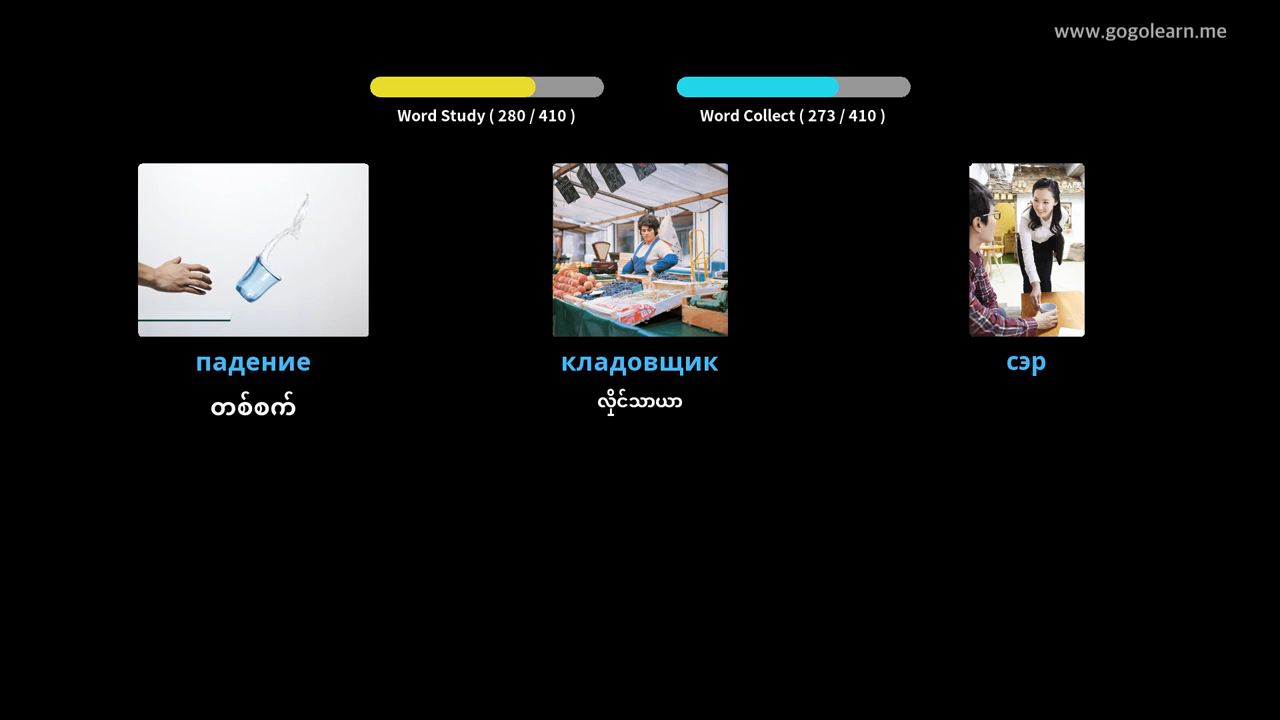 www.gogolearn.me
Word Study ( 280 / 410 )
Word Collect ( 273 / 410 )
падение
кладовщик
сэр
တစ်စက်
လှိုင်သာယာ